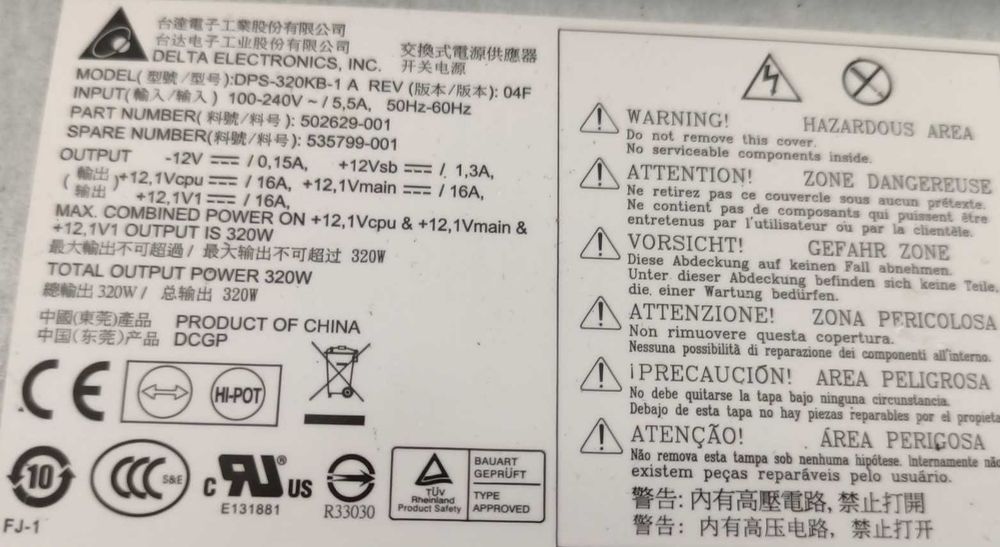 台達電子工業股份有限公司
台达电子工业股份有限公司
DELTA ELECTRONICS, INC.
交換式電源供應器
开关电源
MODEL( 型號 /型号 ):DPS-320KB-1 A REV (版本/版本): 04F
INPUT(輸入/输入 ) 100-240V ~ / 5,5A, 50Hz-60Hz
PART NUMBER( 料號/料号 ): 502629-001
SPARE NUMBER( 料號/料号 ): 535799-001
OUTPUT -12V ⎓ / 0,15A, +12Vsb ⎓ / 1,3A,
( 輸出 / 输出 ) +12,1Vcpu ⎓ / 16A, +12,1Vmain ⎓ / 16A,
+12,1V1 ⎓ / 16A,
MAX. COMBINED POWER ON +12,1Vcpu & +12,1Vmain &
+12,1V1 OUTPUT IS 320W
最大輸出不可超過 / 最大输出不可超过 320W
TOTAL OUTPUT POWER 320W
總輸出 320W / 总输出 320W
中國(東莞)產品 PRODUCT OF CHINA
中国(东莞)产品 DCGP
CE
HI-POT
10
CCC S&E
c RU ® US
E131881
R33030
TÜV
Rheinland
Product Safety
BAUART
GEPRÜFT
TYPE
APPROVED
FJ-1
WARNING! HAZARDOUS AREA
Do not remove this cover.
No serviceable components inside.
ATTENTION! ZONE DANGEREUSE
Ne retirez pas ce couvercle sous aucun prétexte.
Ne contient pas de composants qui puissent être
entretenus par l'utilisateur ou par la clientèle.
VORSICHT! GEFAHR ZONE
Diese Abdeckung auf keinen Fall abnehmen.
Unter dieser Abdeckung befinden sich keine Teile,
die, einer Wartung bedürfen.
ATTENZIONE! ZONA PERICOLOSA
Non rimuovere questa copertura.
Nessuna possibilità di reparazione dei componenti all'interno.
¡PRECAUCIÓN! AREA PELIGROSA
No debe quitarse la tapa bajo ninguna circunstancia.
Debajo de esta tapa no hay piezas reparables por el propieta
ATENÇÃO! ÁREA PERIGOSA
Não remova esta tampa sob nenhuma hipótese. Internamente não
existem peças reparáveis pelo usuário.
警告: 內有高壓電路, 禁止打開
警告: 内有高压电路, 禁止打开